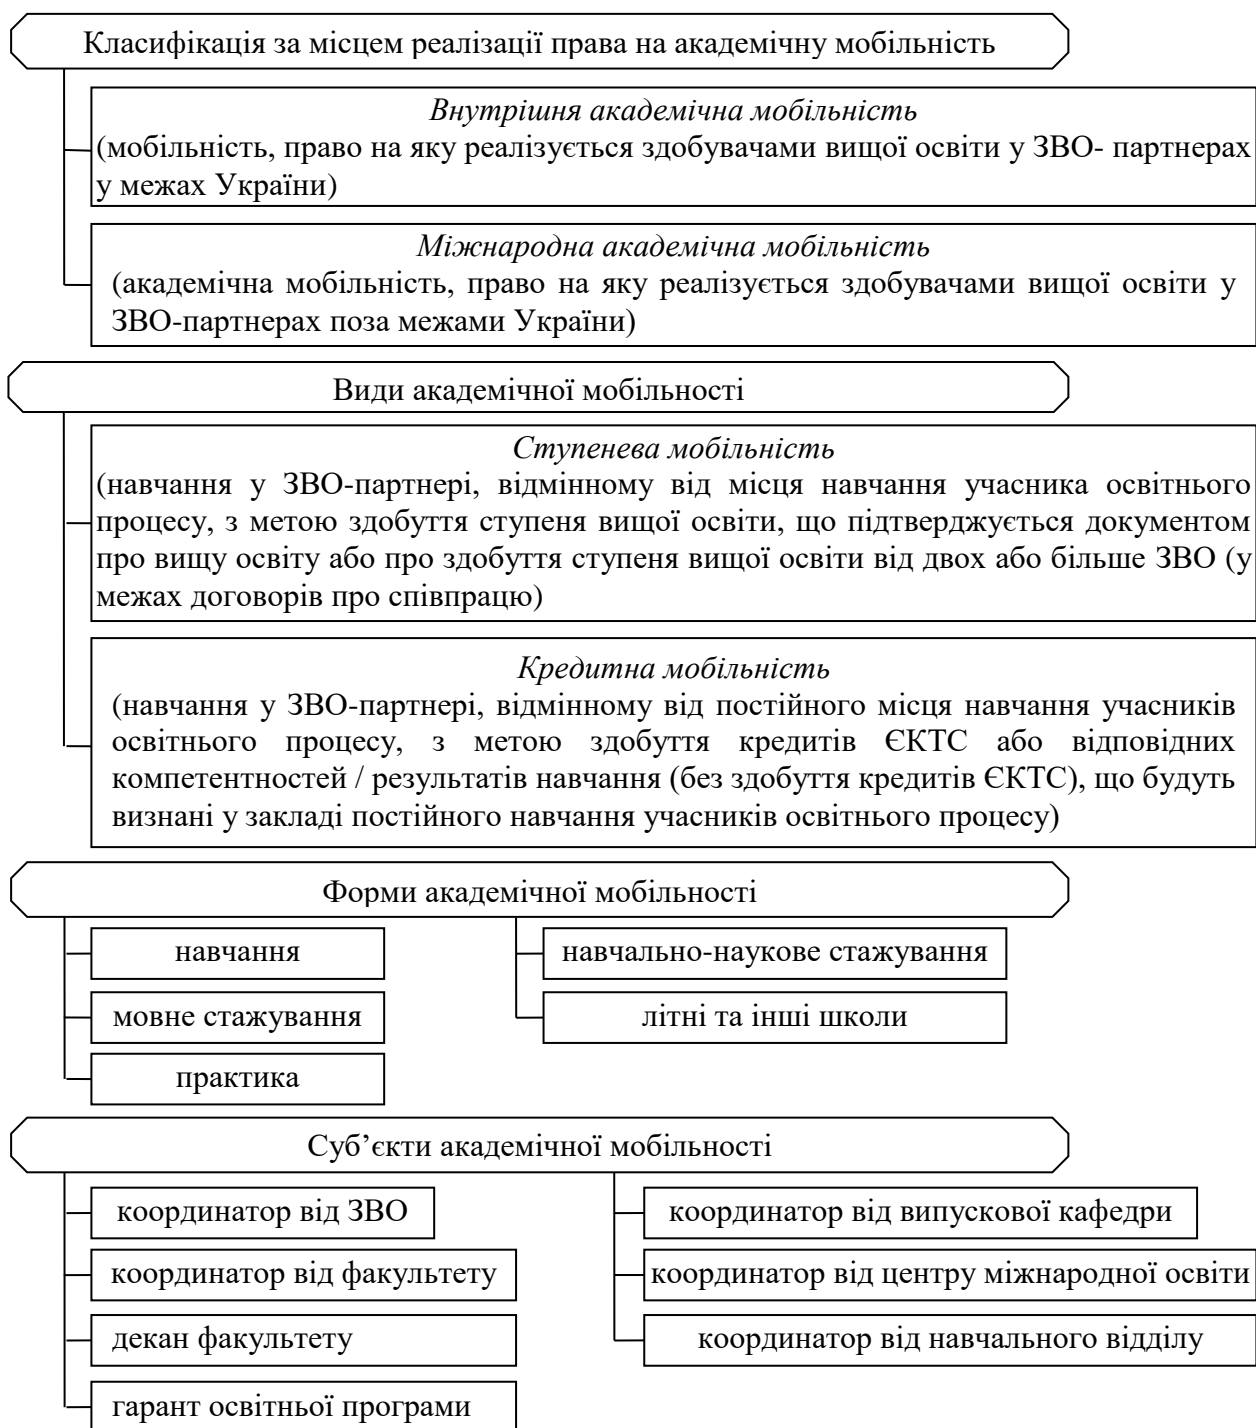 Класифікація за місцем реалізації права на академічну мобільність
Внутрішня академічна мобільність
(мобільність, право на яку реалізується здобувачами вищої освіти у ЗВО- партнерах
у межах України)
Міжнародна академічна мобільність
(академічна мобільність, право на яку реалізується здобувачами вищої освіти у
ЗВО-партнерах поза межами України)
Види академічної мобільності
Ступенева мобільність
(навчання у ЗВО-партнері, відмінному від місця навчання учасника освітнього
процесу, з метою здобуття ступеня вищої освіти, що підтверджується документом
про вищу освіту або про здобуття ступеня вищої освіти від двох або більше ЗВО (у
межах договорів про співпрацю)
Кредитна мобільність
(навчання у ЗВО-партнері, відмінному від постійного місця навчання учасників
освітнього процесу, з метою здобуття кредитів ЄКТС або відповідних
компетентностей / результатів навчання (без здобуття кредитів ЄКТС), що будуть
визнані у закладі постійного навчання учасників освітнього процесу)
Форми академічної мобільності
навчання
навчально-наукове стажування
мовне стажування
літні та інші школи
практика
Суб’єкти академічної мобільності
координатор від ЗВО
координатор від випускової кафедри
координатор від факультету
координатор від центру міжнародної освіти
декан факультету
координатор від навчального відділу
гарант освітньої програми